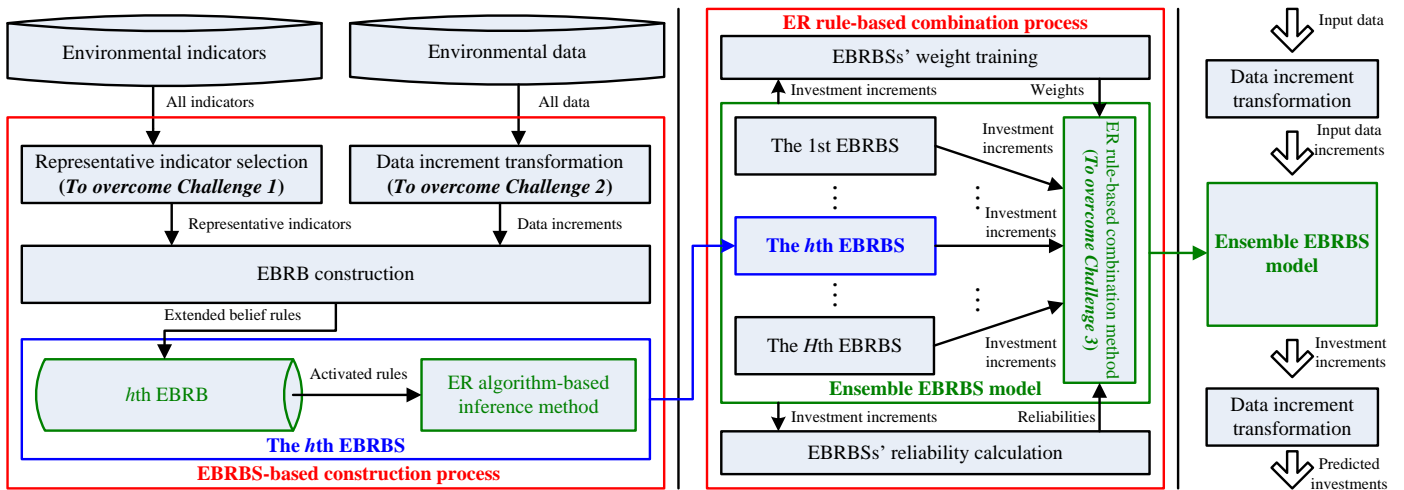 Environmental indicators
Environmental data
All indicators
All data
Representative indicator selection
(To overcome Challenge 1)
Data increment transformation
(To overcome Challenge 2)
Representative indicators
Data increments
EBRB construction
Extended belief rules
hth EBRB
Activated rules
ER algorithm-based
inference method
The hth EBRBS
EBRBS-based construction process
ER rule-based combination process
EBRBSs' weight training
Investment increments
Weights
The 1st EBRBS
Investment
increments
The hth EBRBS
Investment
increments
The Hth EBRBS
Investment
increments
ER rule-based combination method
(To overcome Challenge 3)
Ensemble EBRBS model
Investment increments
Reliabilities
EBRBSs' reliability calculation
Input data
Data increment
transformation
Input data
increments
Ensemble EBRBS
model
Investment
increments
Data increment
transformation
Predicted
investments